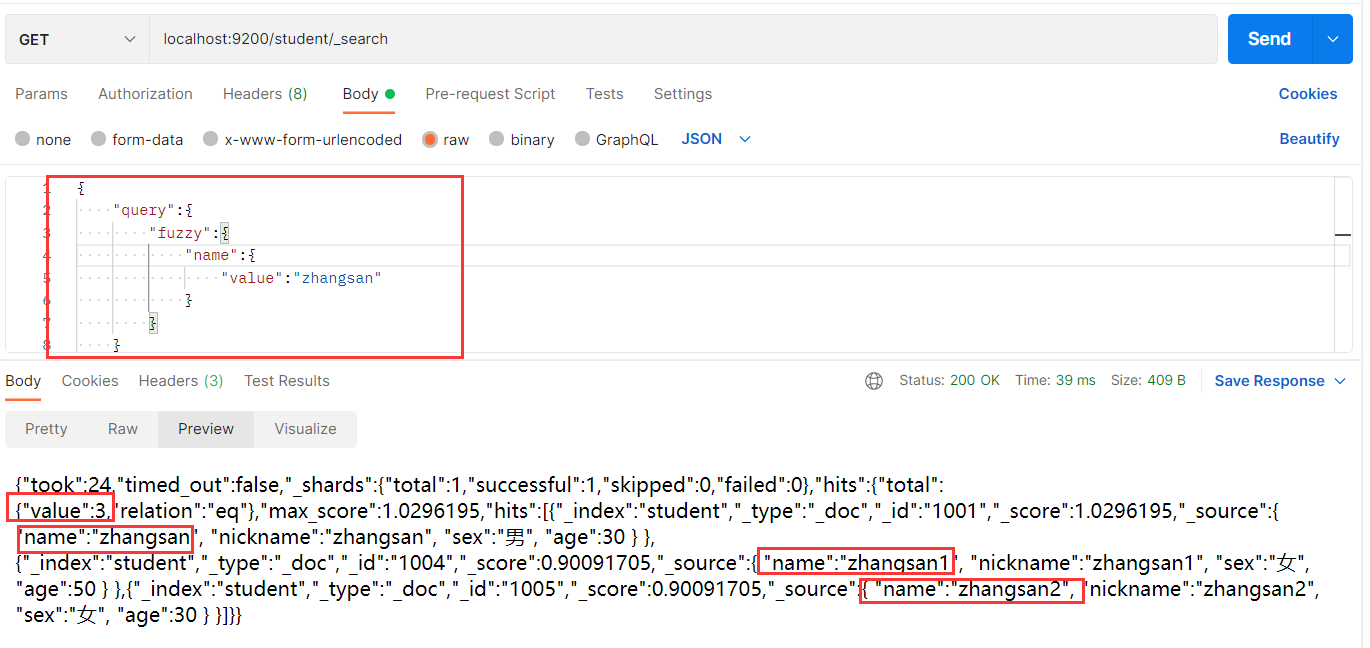 GET localhost:9200/student/_search Send
Params Authorization Headers (8) Body Pre-request Script Tests Settings Cookies
none form-data x-www-form-urlencoded raw binary GraphQL JSON Beautify
1 {
2 "query":{
3 "fuzzy":{
4 "name":{
5 "value":"zhangsan"
6 }
7 }
8 }
Body Cookies Headers (3) Test Results Status: 200 OK Time: 39 ms Size: 409 B Save Response
Pretty Raw Preview Visualize
{"took":24,"timed_out":false,"_shards":{"total":1,"successful":1,"skipped":0,"failed":0},"hits":{"total":
{"value":3,"relation":"eq"},"max_score":1.0296195,"hits":[{"_index":"student","_type":"_doc","_id":"1001","_score":1.0296195,"_source":{
"name":"zhangsan", "nickname":"zhangsan", "sex":"男", "age":30 } },
{"_index":"student","_type":"_doc","_id":"1004","_score":0.90091705,"_source":{ "name":"zhangsan1", "nickname":"zhangsan1", "sex":"女",
"age":50 } },{"_index":"student","_type":"_doc","_id":"1005","_score":0.90091705,"_source":{ "name":"zhangsan2", "nickname":"zhangsan2",
"sex":"女", "age":30 } }]}}